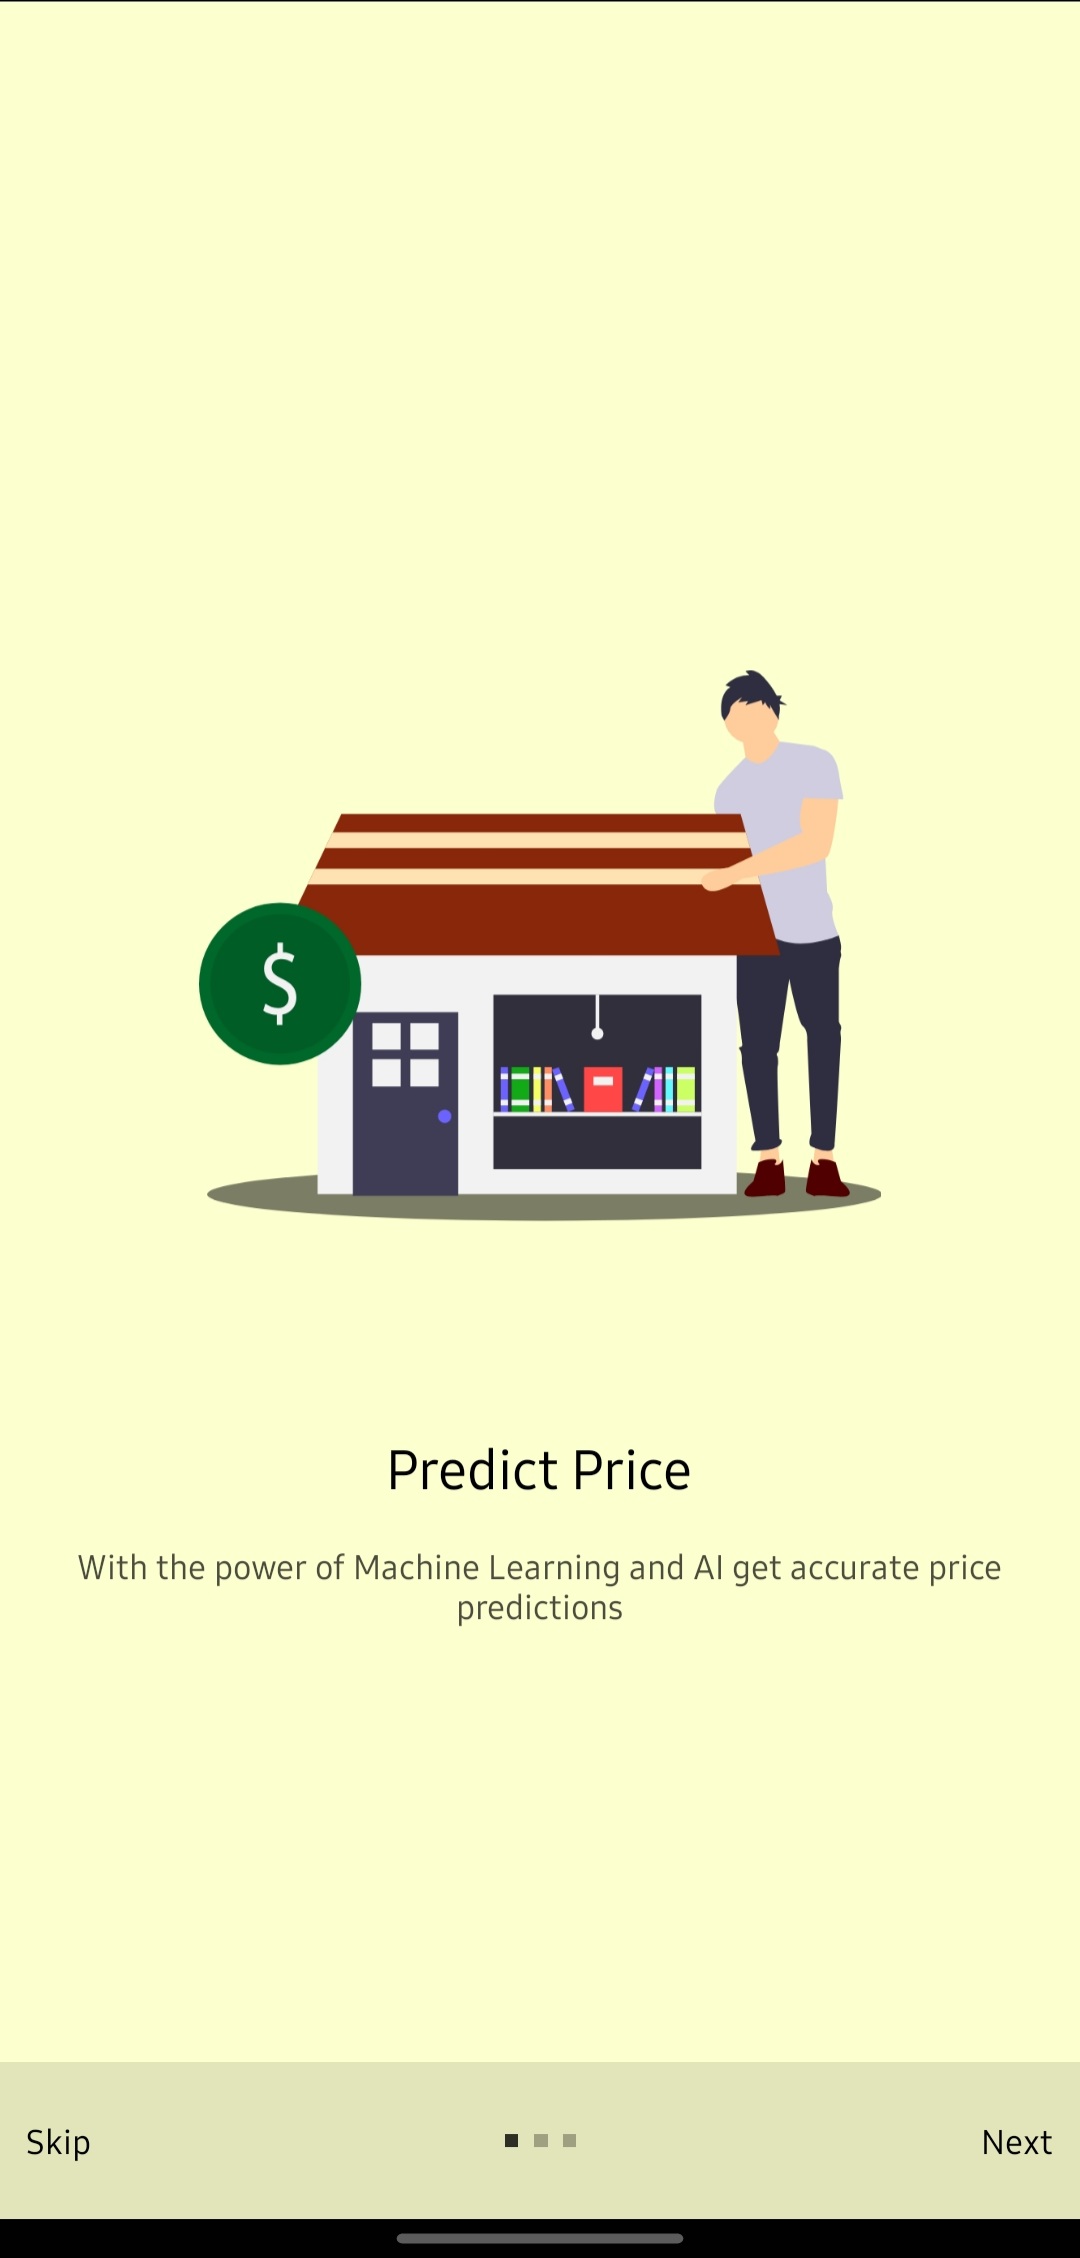 $
Predict Price
With the power of Machine Learning and AI get accurate price
predictions
Skip
Next